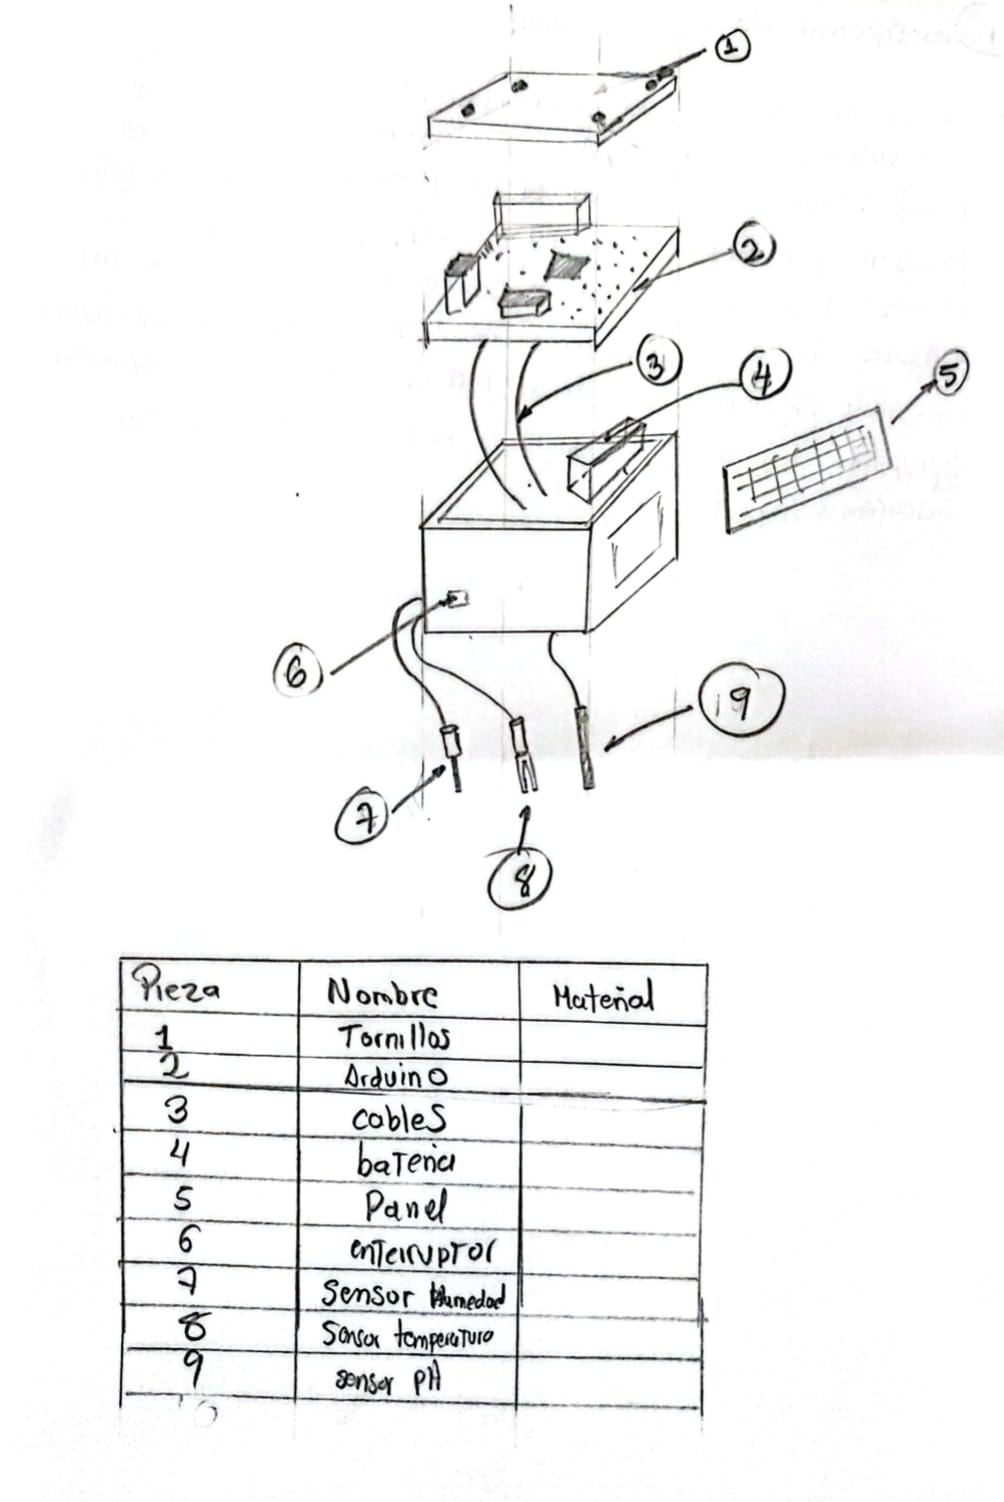 1
2
3
4
5
6
7
8
19
Pieza Nombre Material
1 Tornillos
2 Arduino
3 cables
4 bateria
5 Panel
6 enterruptor
7 Sensor Humedad
8 Sensor temperatura
9 sensor pH